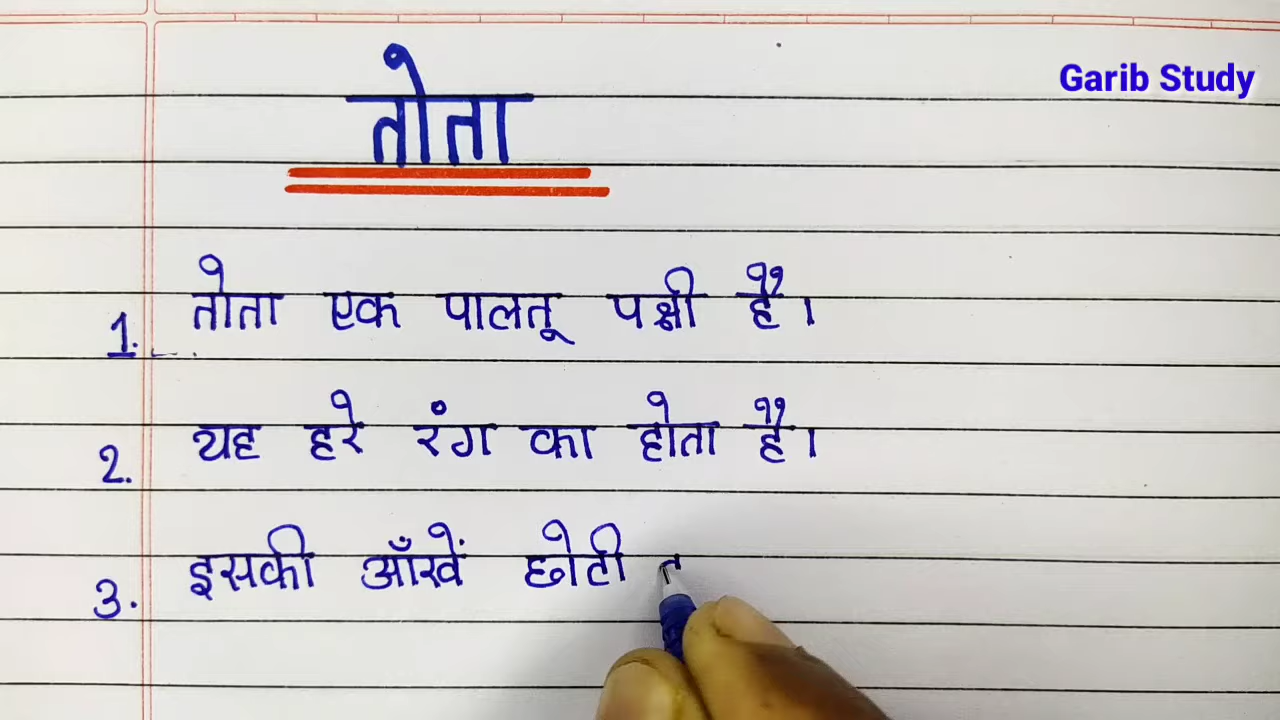 Garib Study
तोता
1. तोता एक पालतू पक्षी है।
2. यह हरे रंग का होता है।
3. इसकी आँखें छोटी